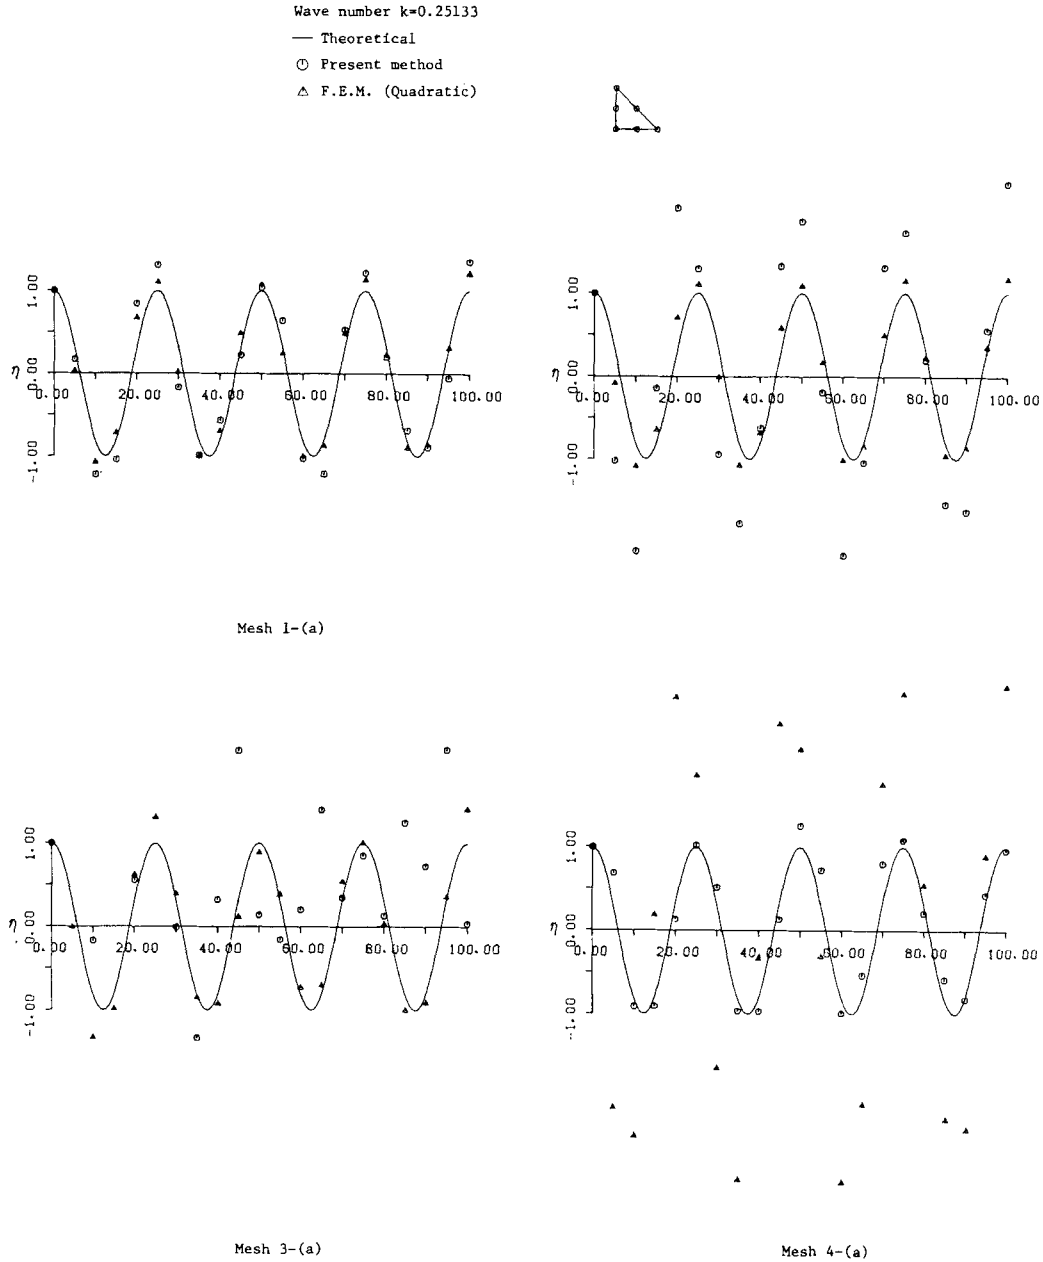 Wave number k=0.25133
Theoretical
Present method
F.E.M. (Quadratic)
1.00
η 0.00
-1.00
0.00 20.00 40.00 60.00 80.00 100.00
Mesh 1-(a)
1.00
η 0.00
-1.00
0.00 20.00 40.00 60.00 80.00 100.00
1.00
η 0.00
-1.00
0.00 20.00 40.00 60.00 80.00 100.00
Mesh 3-(a)
1.00
η 0.00
-1.00
0.00 20.00 40.00 60.00 80.00 100.00
Mesh 4-(a)